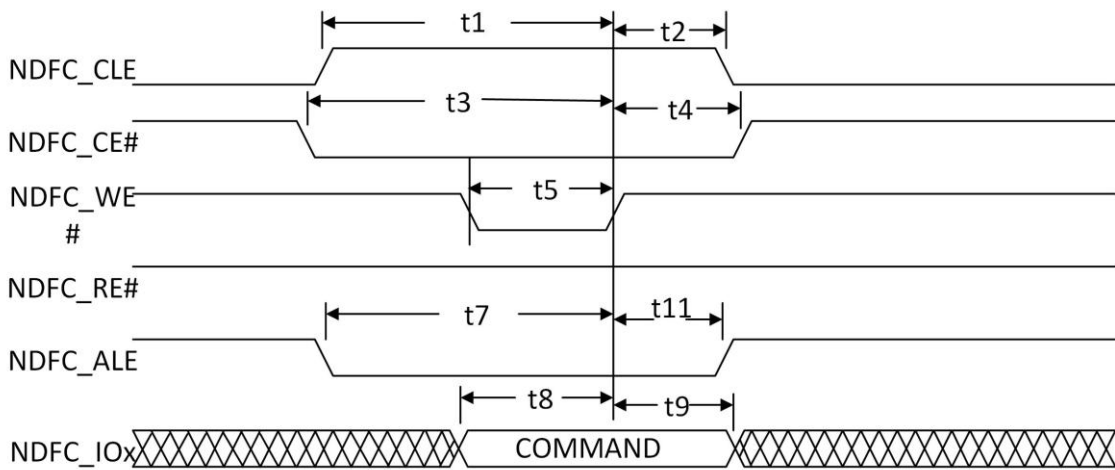 t1
t2
NDFC_CLE
t3
t4
NDFC_CE#
t5
NDFC_WE
#
NDFC_RE#
t7
t11
NDFC_ALE
t8
t9
NDFC_IOx
COMMAND